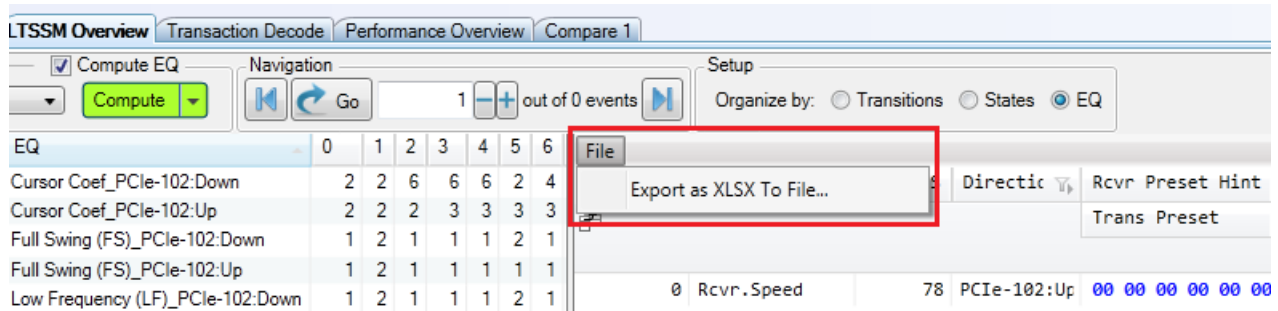 LTSSM Overview Transaction Decode Performance Overview Compare 1
Compute EQ Navigation Setup
Compute Go 1 out of 0 events Organize by: Transitions States EQ
EQ 0 1 2 3 4 5 6 File
Cursor Coef_PCIe-102:Down 2 2 6 6 6 2 4 Export as XLSX To File... Directic Rcvr Preset Hint
Cursor Coef_PCIe-102:Up 2 2 2 3 3 3 3 Trans Preset
Full Swing (FS)_PCIe-102:Down 1 2 1 1 1 2 1
Full Swing (FS)_PCIe-102:Up 1 2 1 1 1 1 1
Low Frequency (LF)_PCIe-102:Down 1 2 1 1 1 2 1 0 Rcvr.Speed 78 PCIe-102:Up 00 00 00 00 00 00